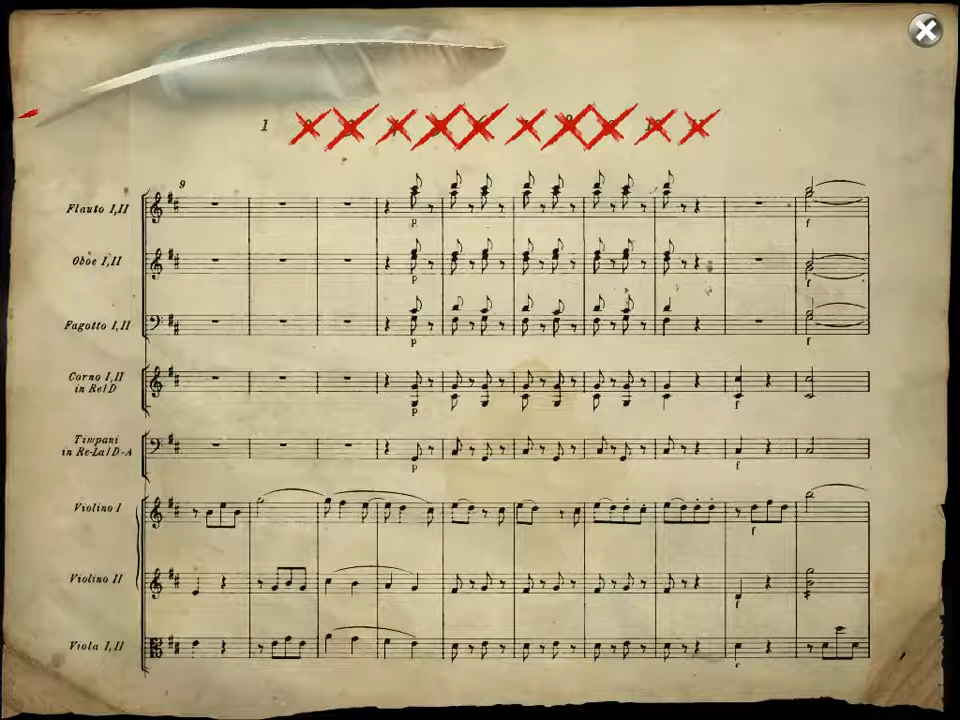 1
9
Flauto I,II
p
f
Oboe I,II
p
f
Fagotto I,II
p
f
Corno I,II
in Re/D
p
f
Timpani
in Re-La/D-A
p
f
Violino I
f
Violino II
f
Viola I,II
f